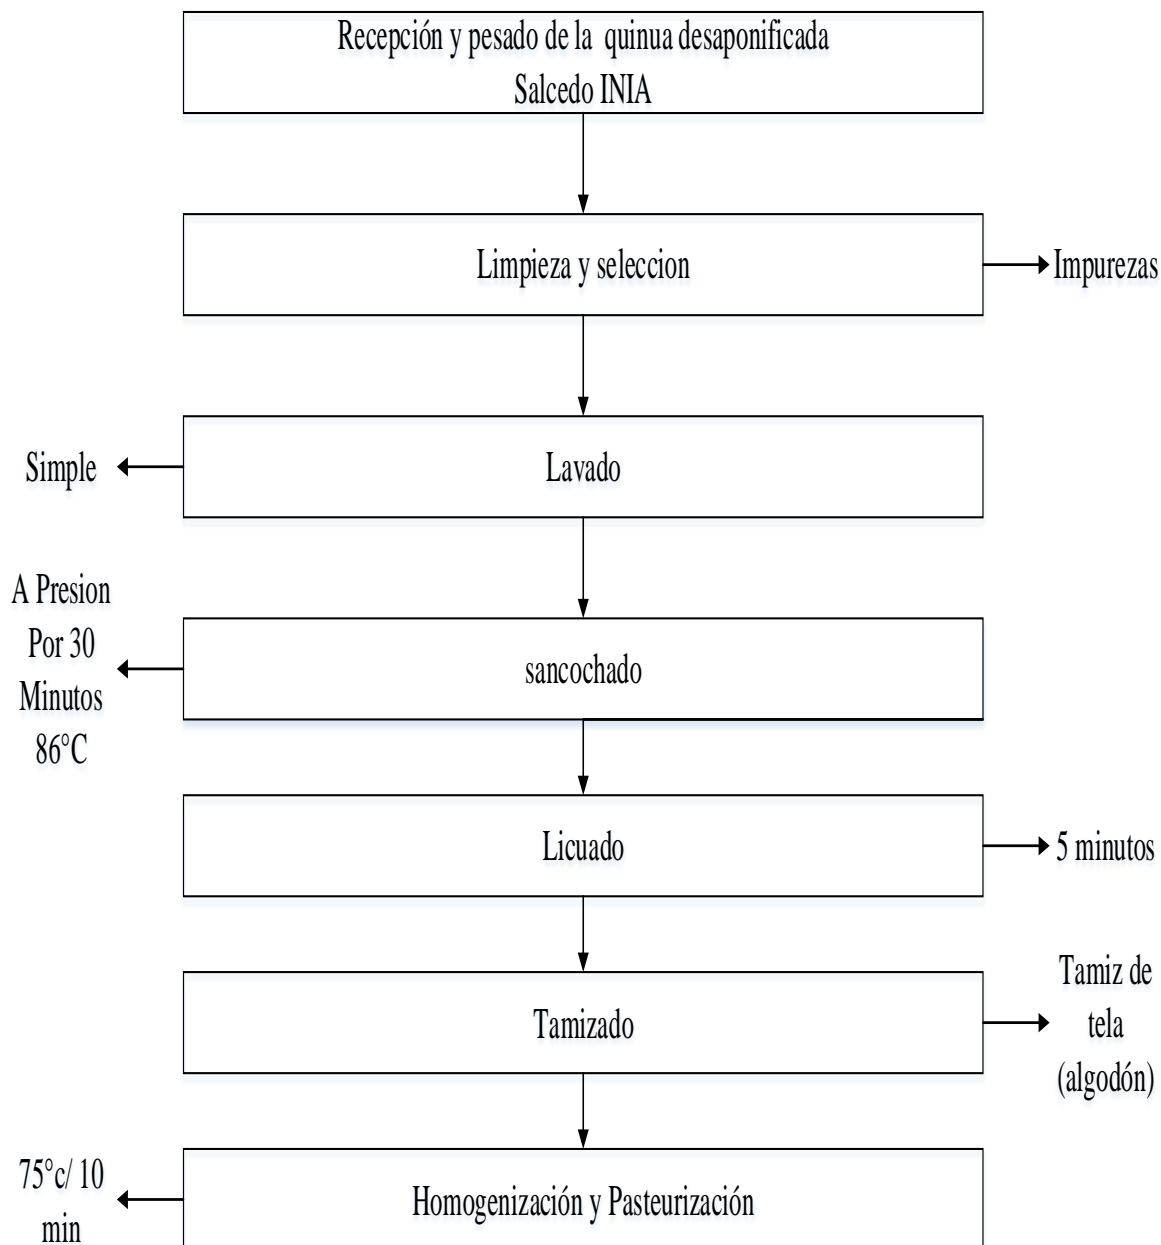 Recepción y pesado de la quinua desaponificada
Salcedo INIA
Limpieza y seleccion
Impurezas
Simple
Lavado
A Presion
Por 30
Minutos
86°C
sancochado
Licuado
5 minutos
Tamizado
Tamiz de
tela
(algodón)
75°c/ 10
min
Homogenización y Pasteurización